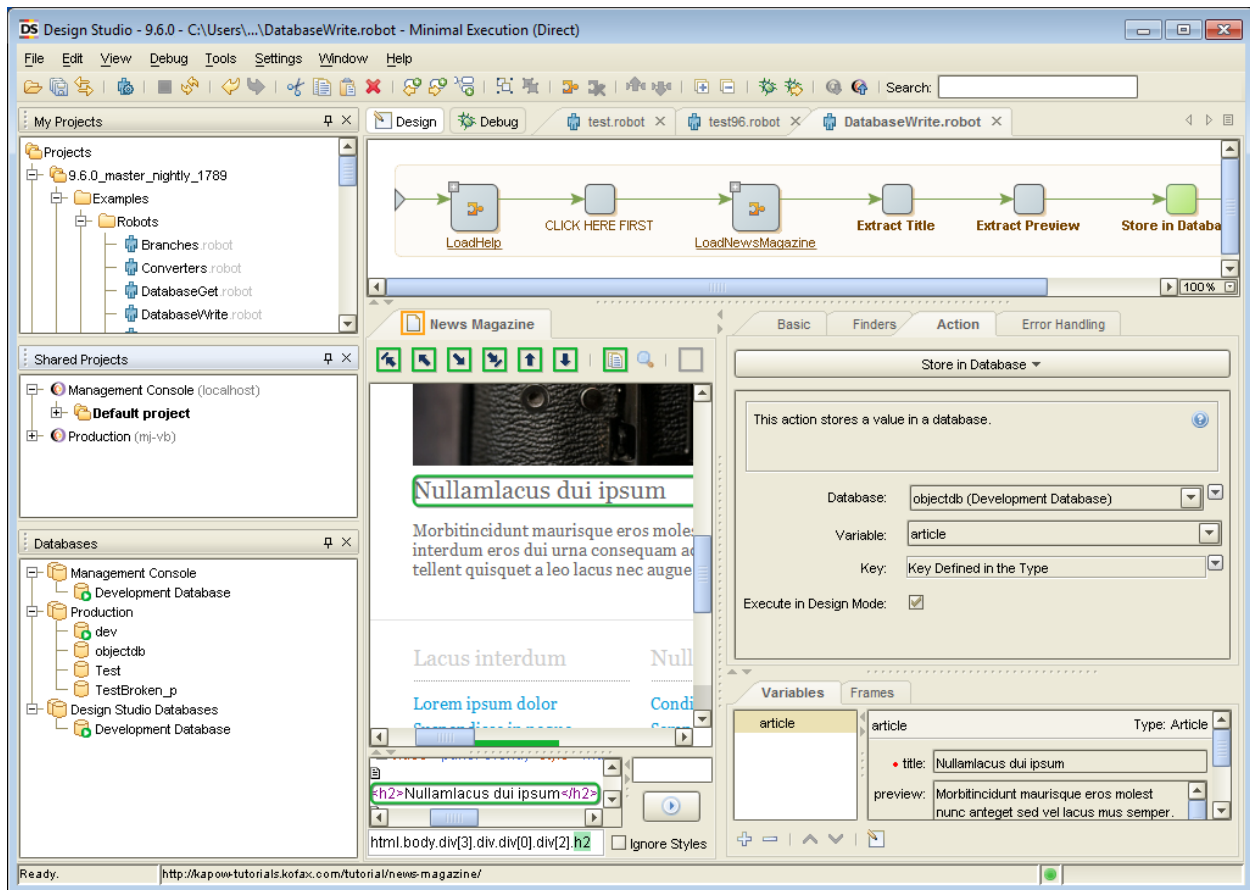 DS Design Studio - 9.6.0 - C:\Users\...\DatabaseWrite.robot - Minimal Execution (Direct)
File Edit View Debug Tools Settings Window Help
Search:
My Projects
Projects
9.6.0_master_nightly_1789
Examples
Robots
Branches.robot
Converters.robot
DatabaseGet.robot
DatabaseWrite.robot
Shared Projects
Management Console (localhost)
Default project
Production (mj-vb)
Databases
Management Console
Development Database
Production
dev
objectdb
Test
TestBroken_p
Design Studio Databases
Development Database
Design Debug test.robot test96.robot DatabaseWrite.robot
LoadHelp CLICK HERE FIRST LoadNewsMagazine Extract Title Extract Preview Store in Databa
100%
News Magazine
Nullamlacus dui ipsum
Morbitincidunt maurisque eros moles
interdum eros dui urna consequam ac
tellent quisquet a leo lacus nec augue
Lacus interdum Null
Lorem ipsum dolor Condi
<h2>Nullamlacus dui ipsum</h2>
html.body.div[3].div.div[0].div[2].h2 Ignore Styles
Basic Finders Action Error Handling
Store in Database
This action stores a value in a database.
Database: objectdb (Development Database)
Variable: article
Key: Key Defined in the Type
Execute in Design Mode:
Variables Frames
article
article Type: Article
title: Nullamlacus dui ipsum
preview: Morbitincidunt maurisque eros molest
nunc anteget sed vel lacus mus semper.
Ready. http://kapow-tutorials.kofax.com/tutorial/news-magazine/